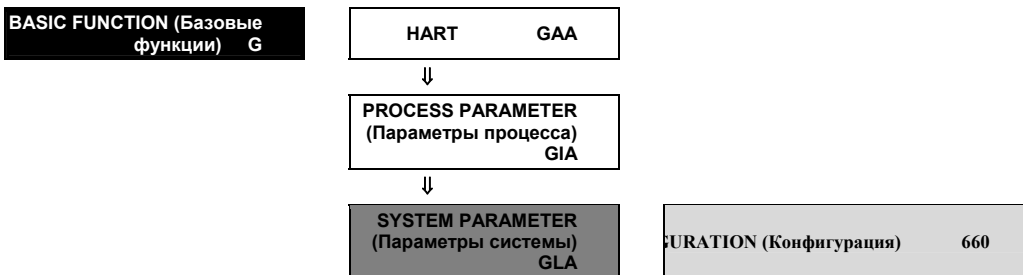 BASIC FUNCTION (Базовые
функции) G
HART GAA
⇓
PROCESS PARAMETER
(Параметры процесса)
GIA
⇓
SYSTEM PARAMETER
(Параметры системы)
GLA
GURATION (Конфигурация) 660